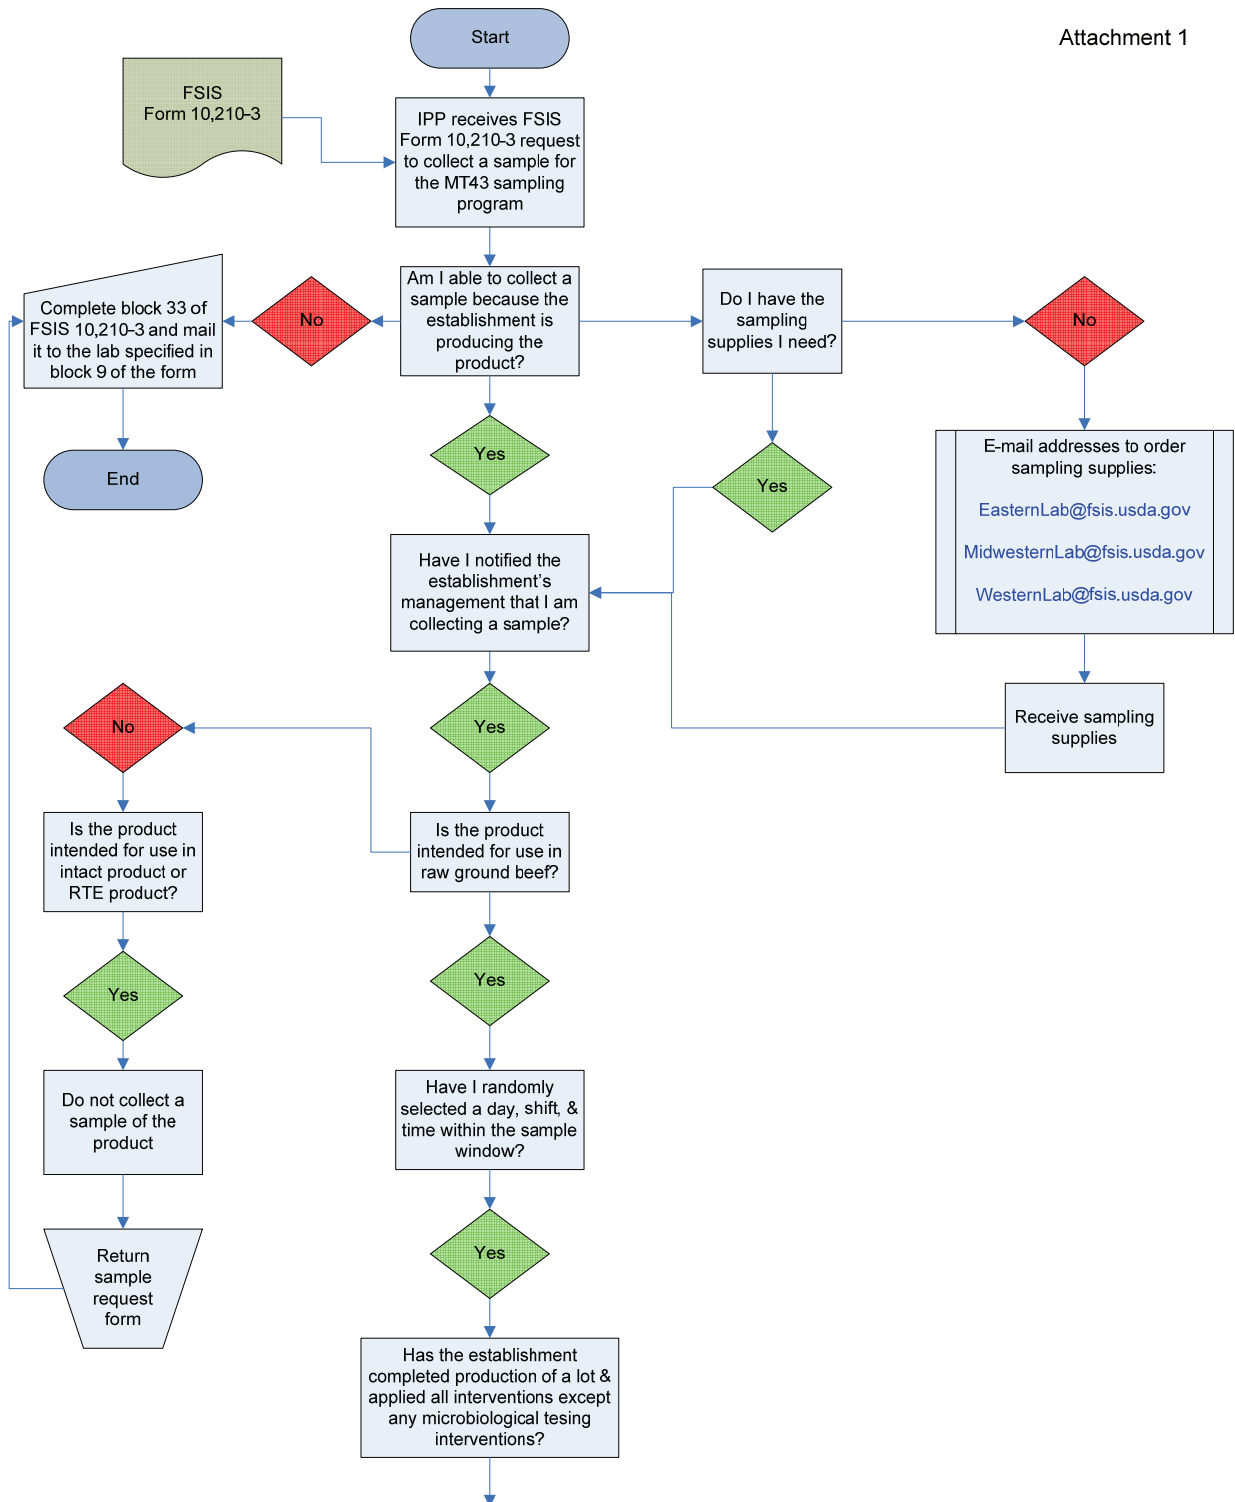 Start
Attachment 1
FSIS
Form 10,210-3
IPP receives FSIS
Form 10,210-3 request
to collect a sample for
the MT43 sampling
program
Complete block 33 of
FSIS 10,210-3 and mail
it to the lab specified in
block 9 of the form
No
Am I able to collect a
sample because the
establishment is
producing the
product?
Do I have the
sampling
supplies I need?
No
End
Yes
Yes
E-mail addresses to order
sampling supplies:
EasternLab@fsis.usda.gov
MidwesternLab@fsis.usda.gov
WesternLab@fsis.usda.gov
Have I notified the
establishment's
management that I am
collecting a sample?
No
Yes
Receive sampling
supplies
Is the product
intended for use in
intact product or
RTE product?
Is the product
intended for use in
raw ground beef?
Yes
Yes
Do not collect a
sample of the
product
Have I randomly
selected a day, shift, &
time within the sample
window?
Return
sample
request
form
Yes
Has the establishment
completed production of a lot &
applied all interventions except
any microbiological tesing
interventions?